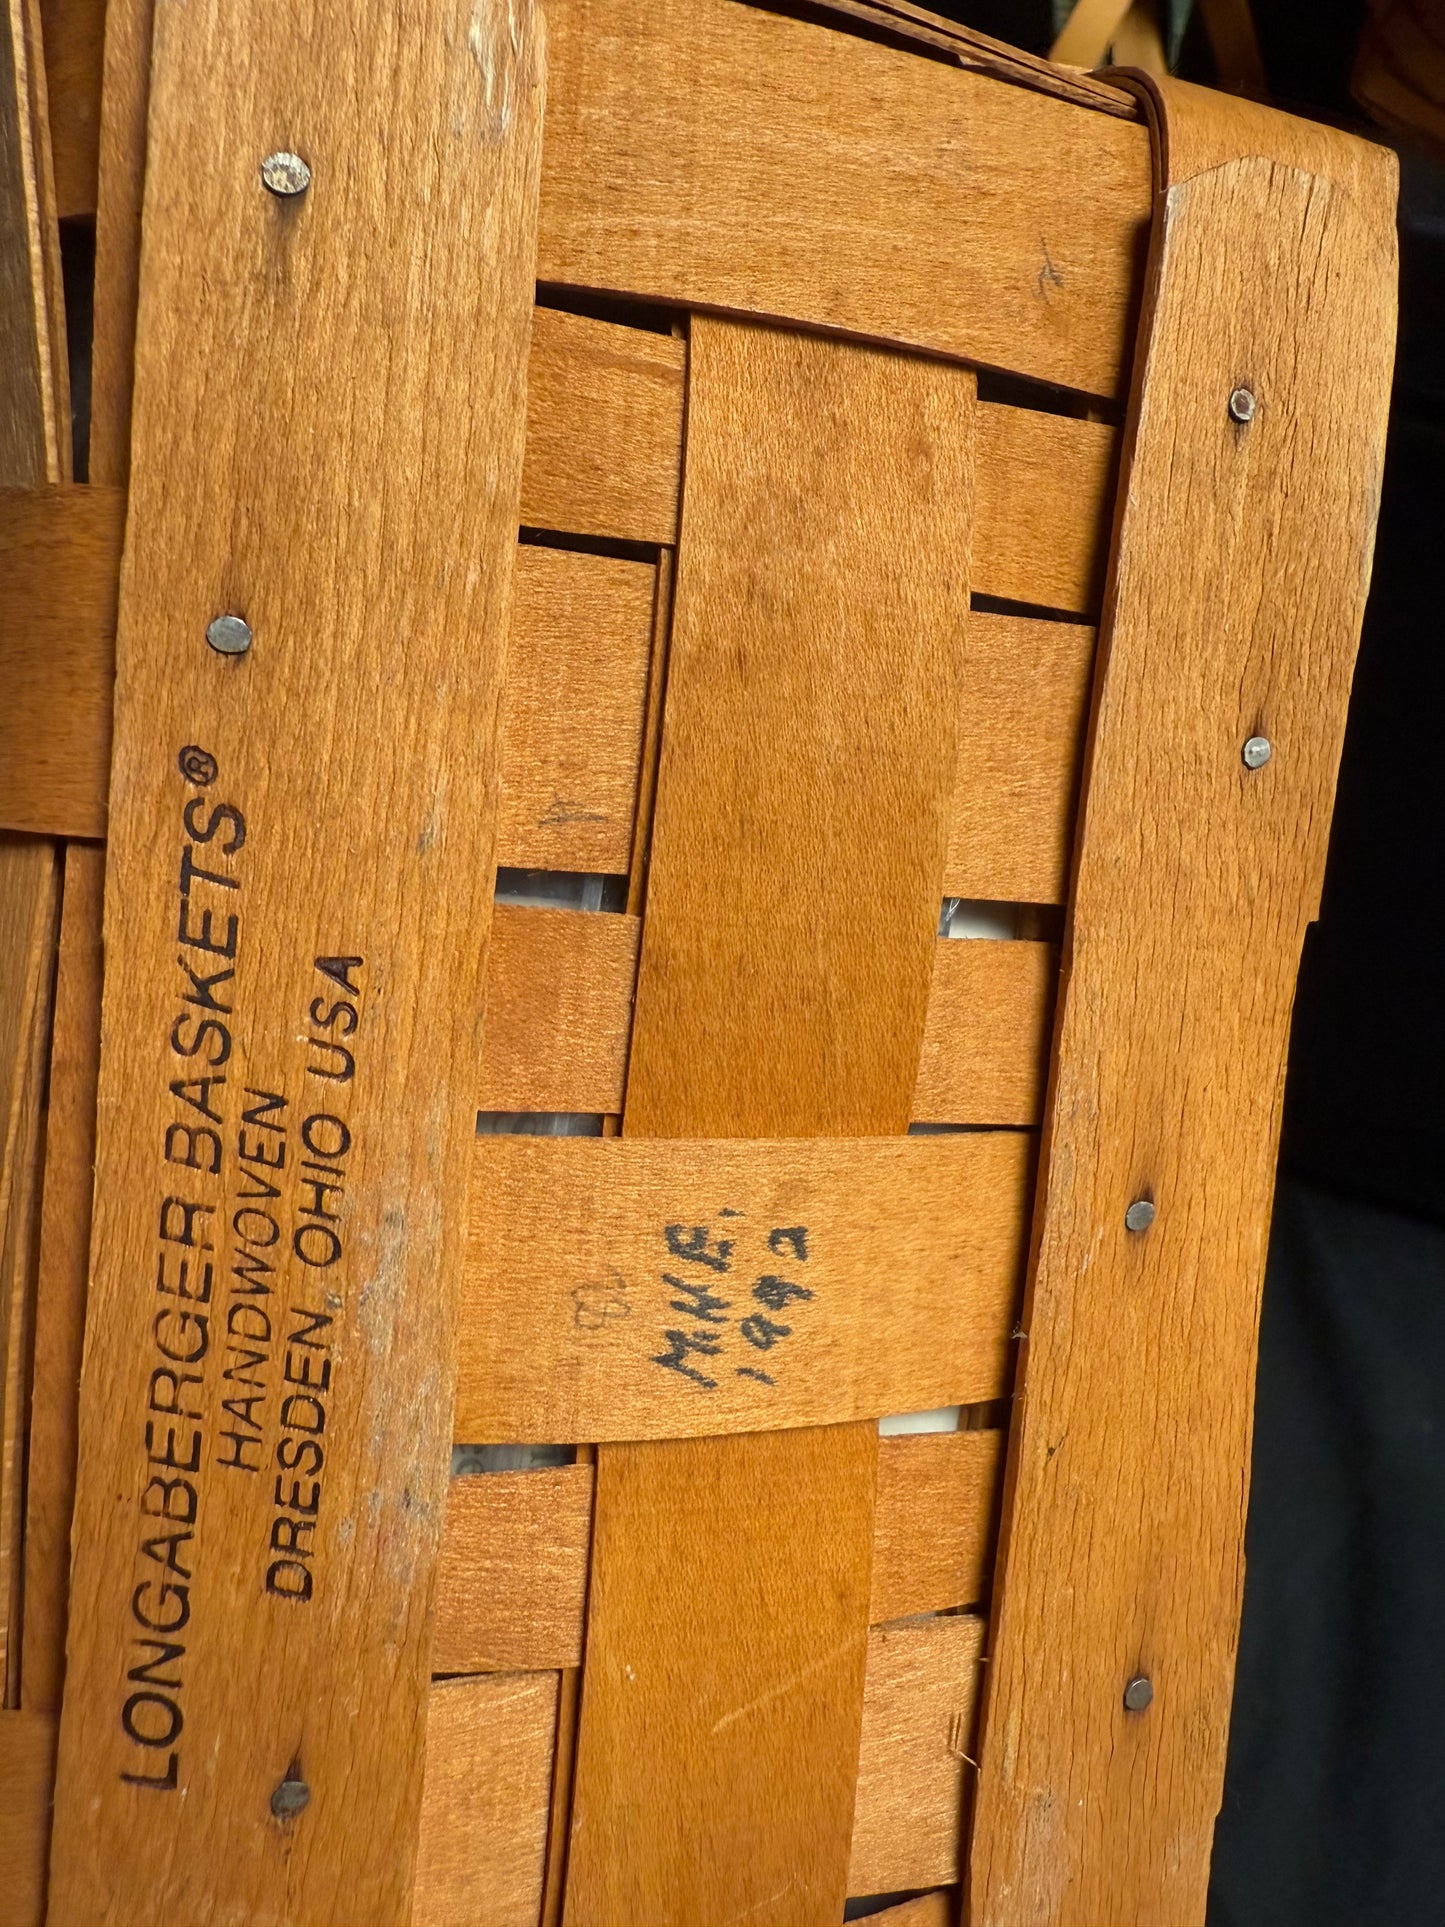 LONGABERGER BASKETS®
HANDWOVEN
DRESDEN, OHIO USA
M.H.E.
1992